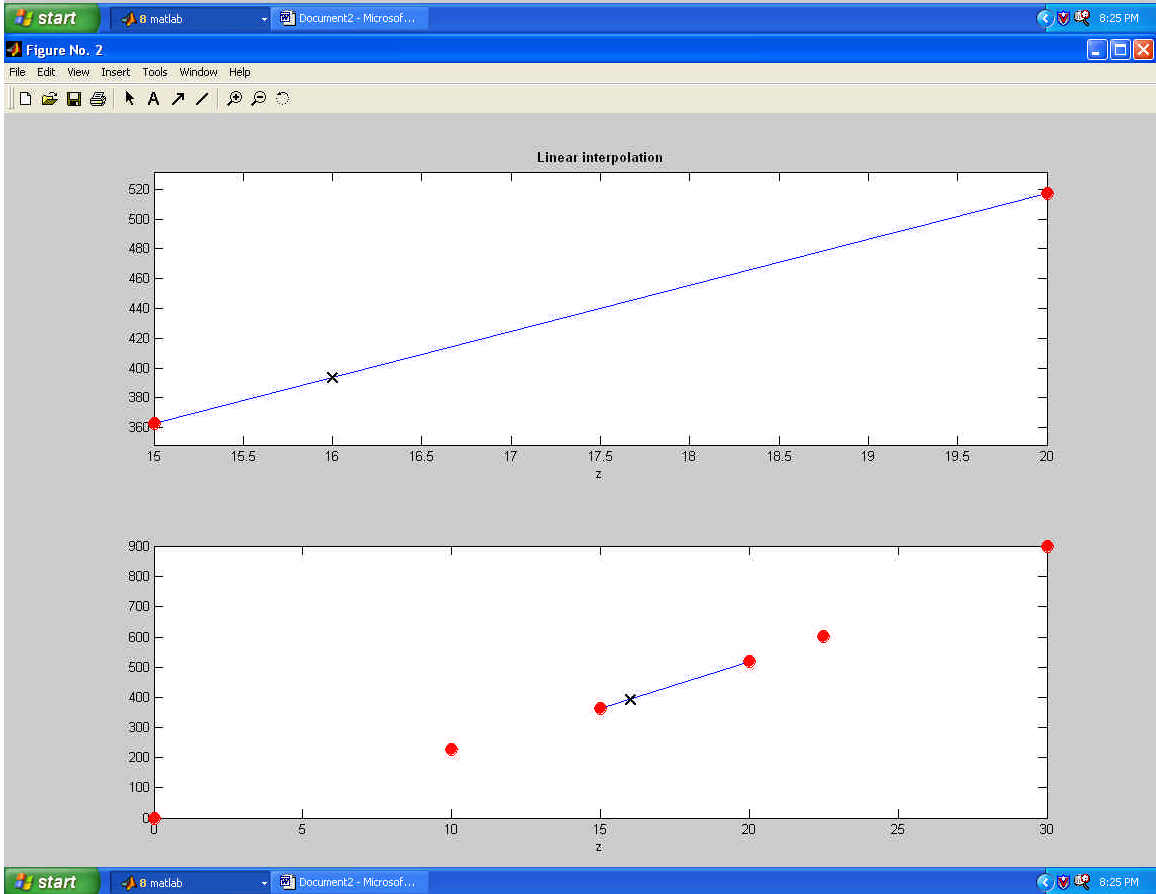 start 8 matlab Document2 - Microsof... 8:25 PM
Figure No. 2
File Edit View Insert Tools Window Help
A
Linear interpolation
520
500
480
460
440
420
400
380
360
15 15.5 16 16.5 17 17.5 18 18.5 19 19.5 20
z
900
800
700
600
500
400
300
200
100
0
0 5 10 15 20 25 30
z
start 8 matlab Document2 - Microsof... 8:25 PM